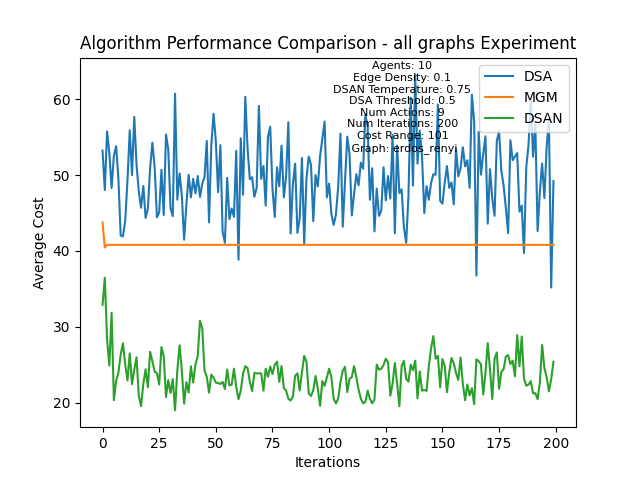 Algorithm Performance Comparison - all graphs Experiment
Agents: 10
Edge Density: 0.1
DSAN Temperature: 0.75
DSA Threshold: 0.5
Num Actions: 9
Num Iterations: 200
Cost Range: 101
Graph: erdos_renyi
DSA
MGM
DSAN
60
50
40
30
20
Average Cost
0
25
50
75
100
125
150
175
200
Iterations